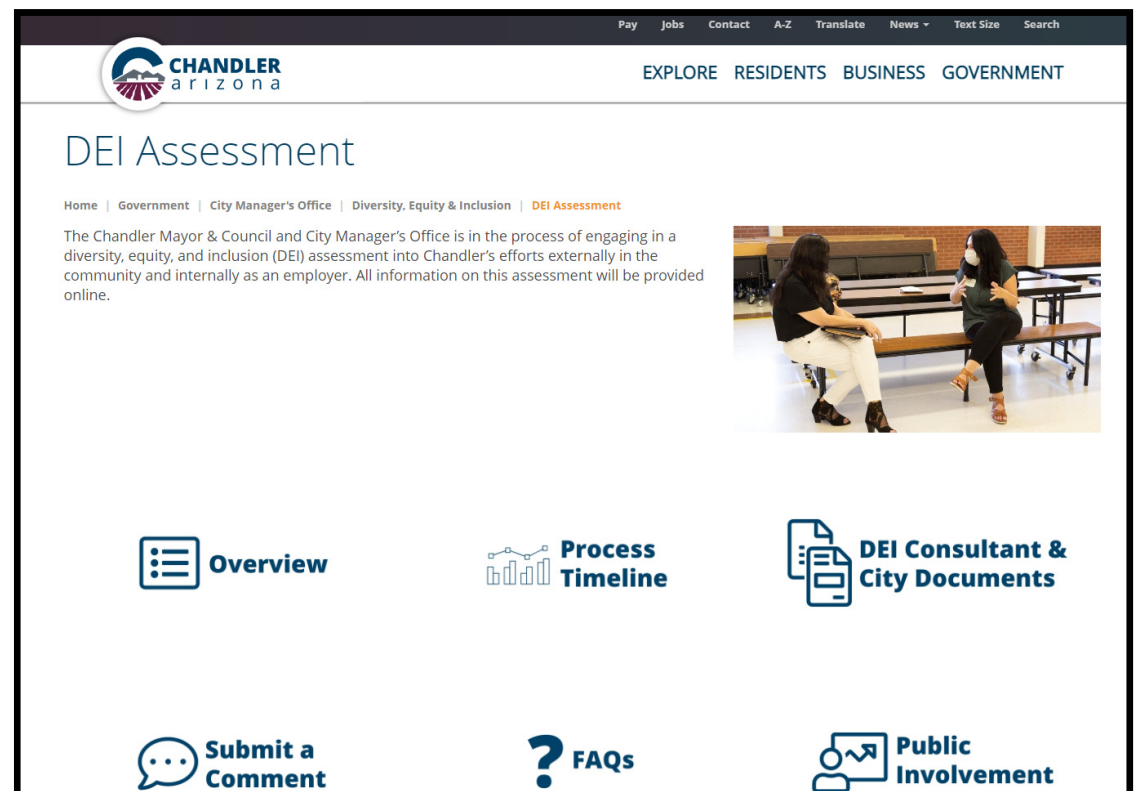 Pay Jobs Contact A-Z Translate News Text Size Search
CHANDLER
arizona
EXPLORE RESIDENTS BUSINESS GOVERNMENT
DEI Assessment
Home | Government | City Manager's Office | Diversity, Equity & Inclusion | DEI Assessment
The Chandler Mayor & Council and City Manager’s Office is in the process of engaging in a
diversity, equity, and inclusion (DEI) assessment into Chandler’s efforts externally in the
community and internally as an employer. All information on this assessment will be provided
online.
Overview
Process
Timeline
DEI Consultant &
City Documents
Submit a
Comment
? FAQs
Public
Involvement